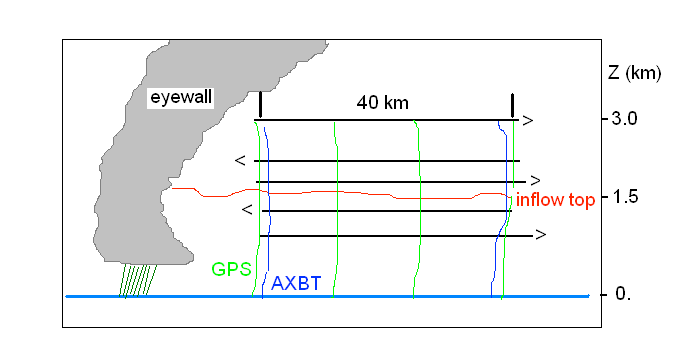 Z (km)
eyewall
40 km
3.0
1.5
inflow top
GPS
AXBT
0.